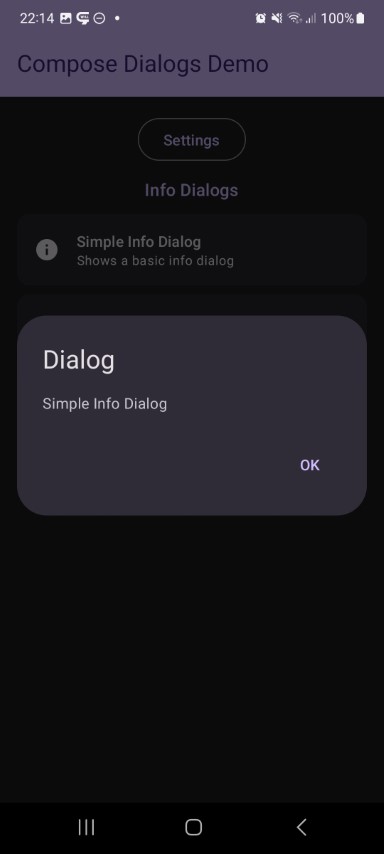 22:14
100%
Compose Dialogs Demo
Settings
Info Dialogs
Simple Info Dialog
Shows a basic info dialog
Dialog
Simple Info Dialog
OK